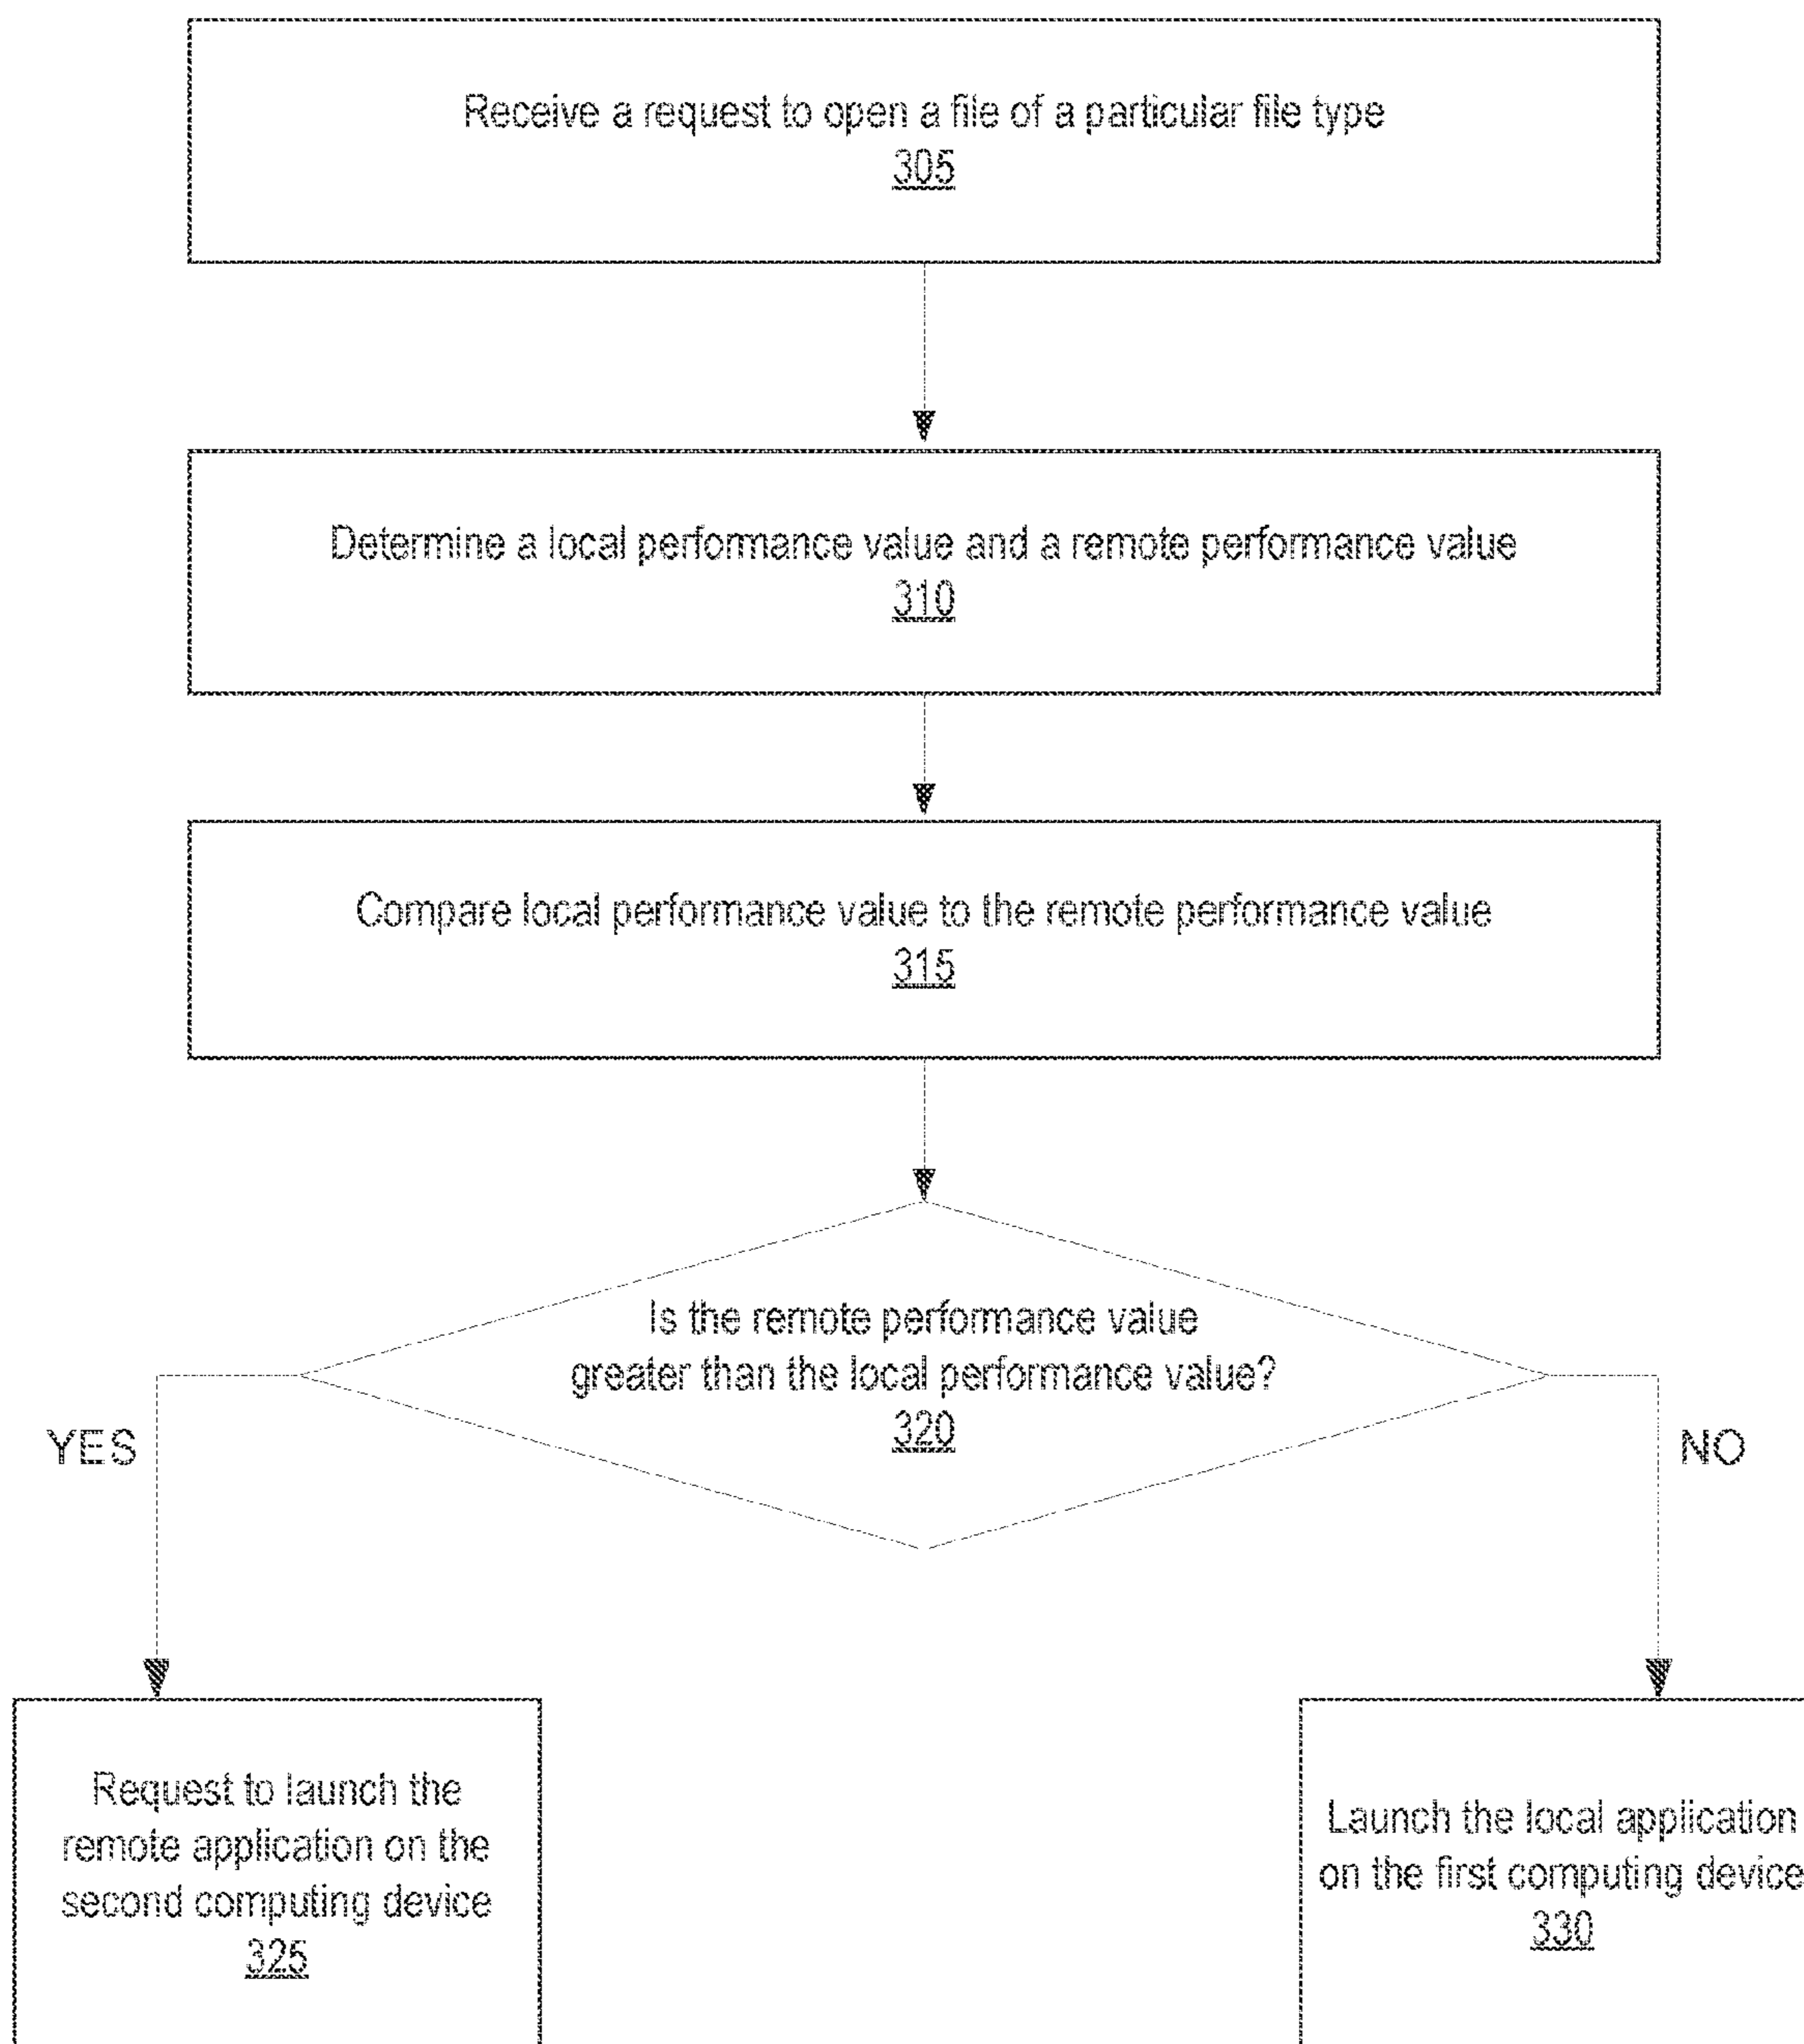 Receive a request to open a file of a particular file type
305
Determine a local performance value and a remote performance value
310
Compare local performance value to the remote performance value
315
Is the remote performance value
greater than the local performance value?
320
YES
NO
Request to launch the
remote application on the
second computing device
325
Launch the local application
on the first computing device
330